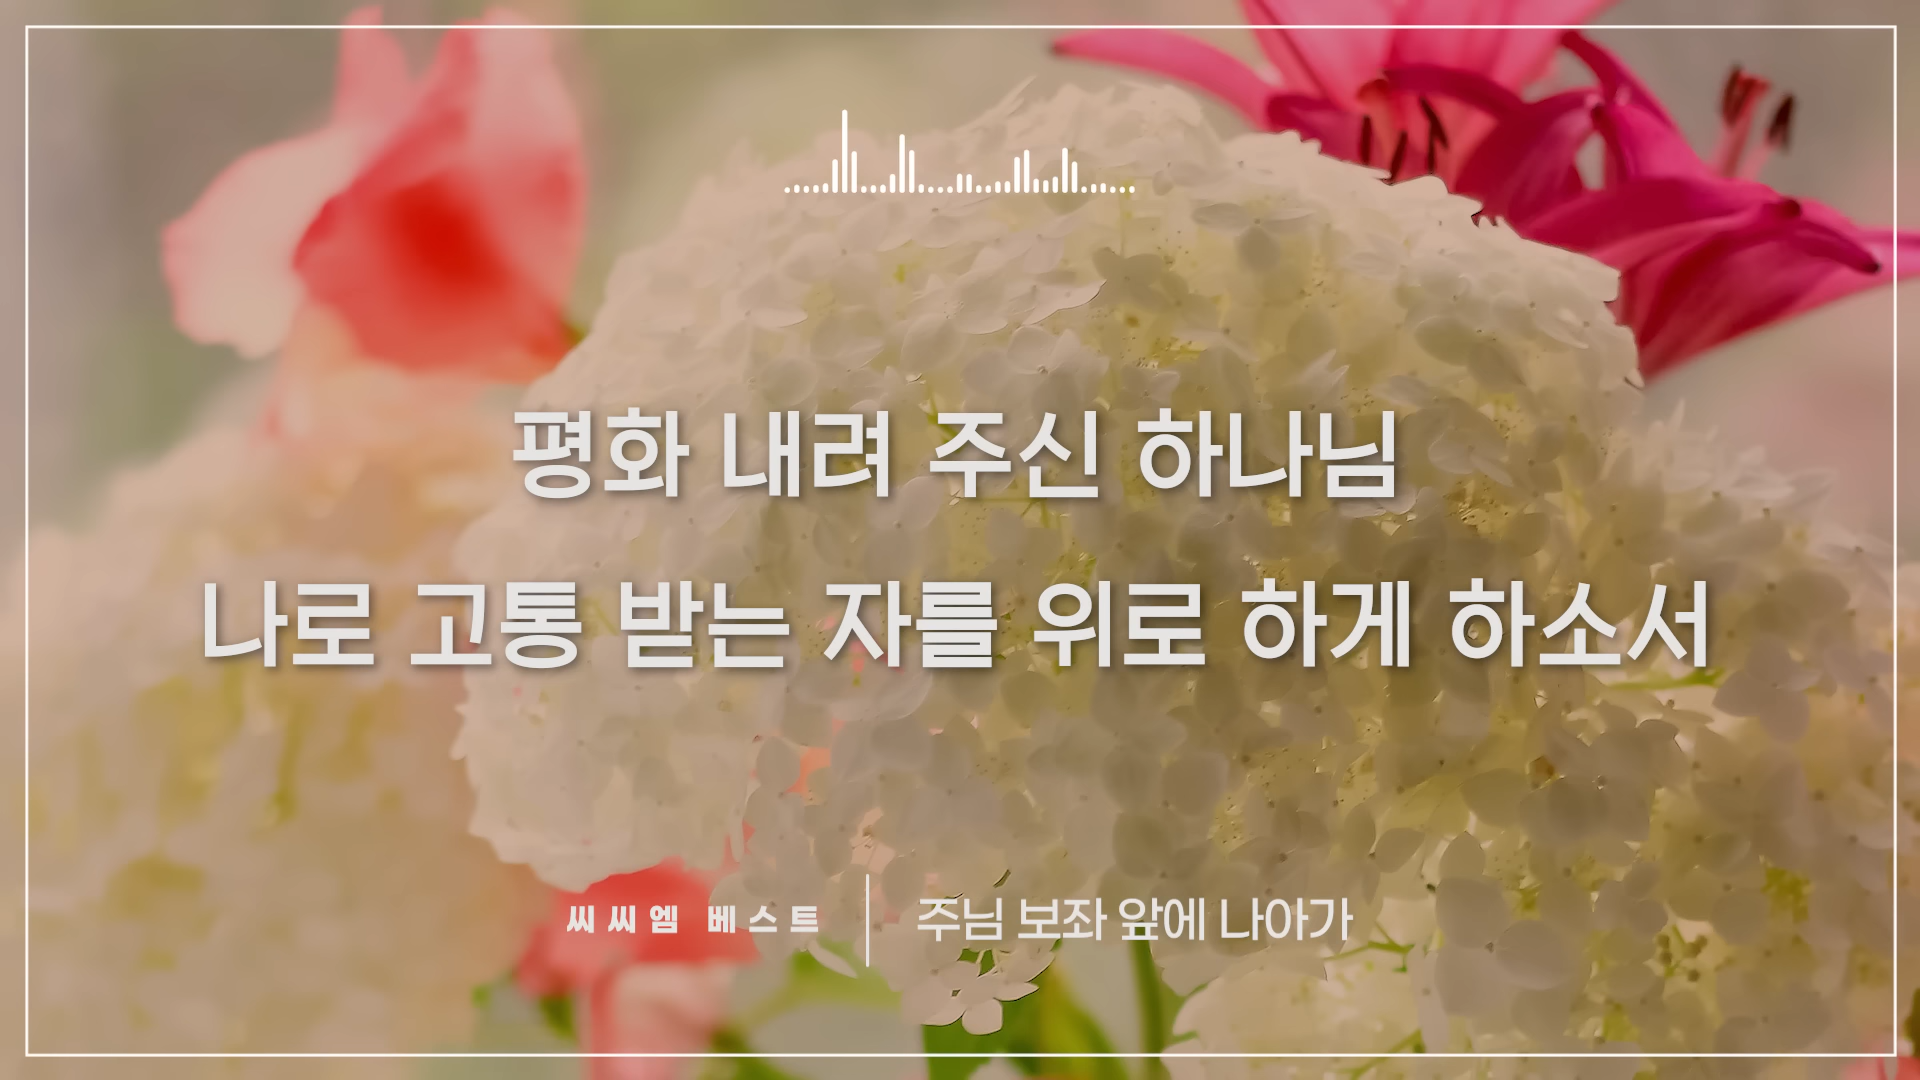 평화 내려 주신 하나님
나로 고통 받는 자를 위로 하게 하소서
씨씨엠 베스트 | 주님 보좌 앞에 나아가